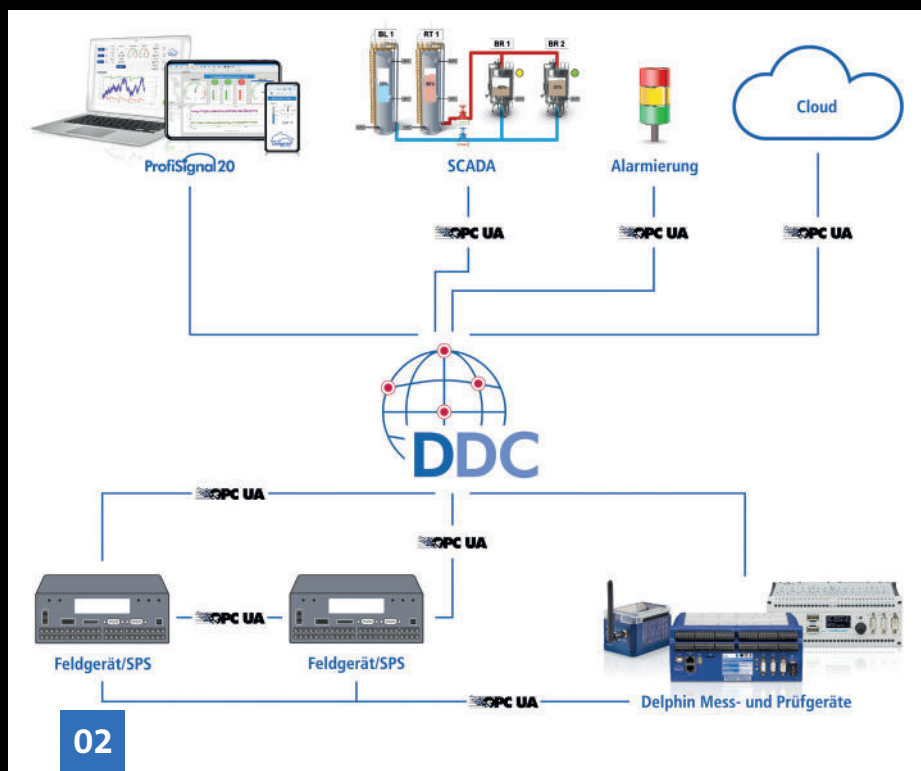 BL 1
RT 1
BR 1
BR 2
ProfiSignal 20
SCADA
Alarmierung
Cloud
OPC UA
OPC UA
OPC UA
DDC
OPC UA
OPC UA
OPC UA
Feldgerät/SPS
Feldgerät/SPS
OPC UA
Delphin Mess- und Prüfgeräte
02